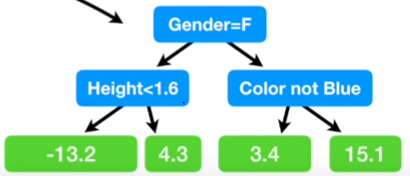 Gender=F
Height<1.6
Color not Blue
-13.2
4.3
3.4
15.1